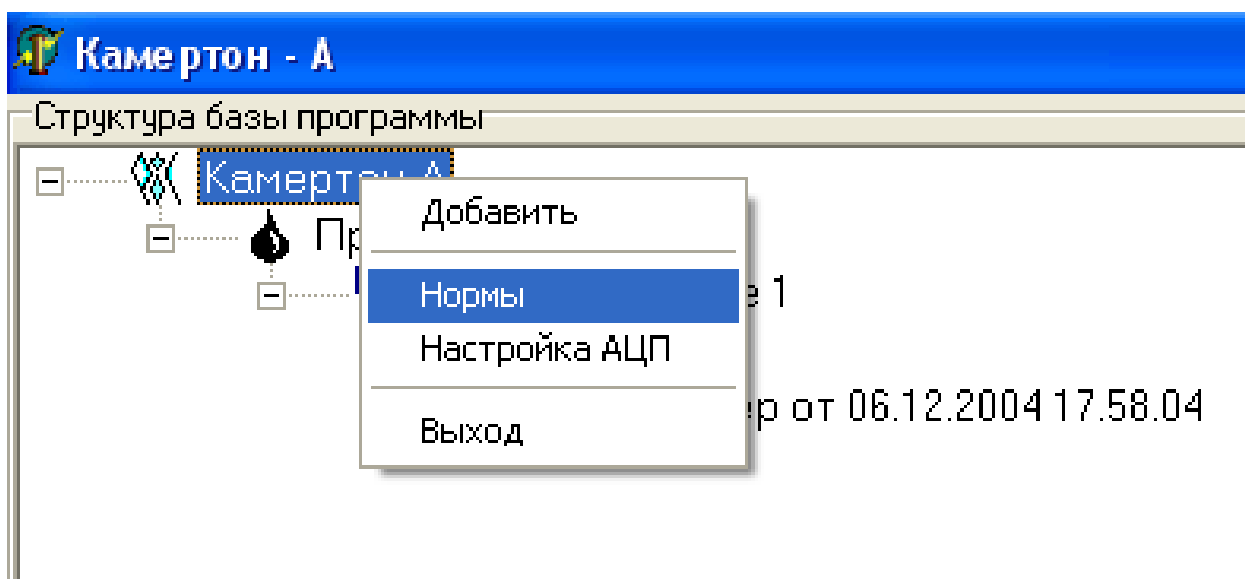 Камертон - А
Структура базы программы
Камертон А
Добавить
Нормы
1
Настройка АЦП
от 06.12.2004 17.58.04
Выход